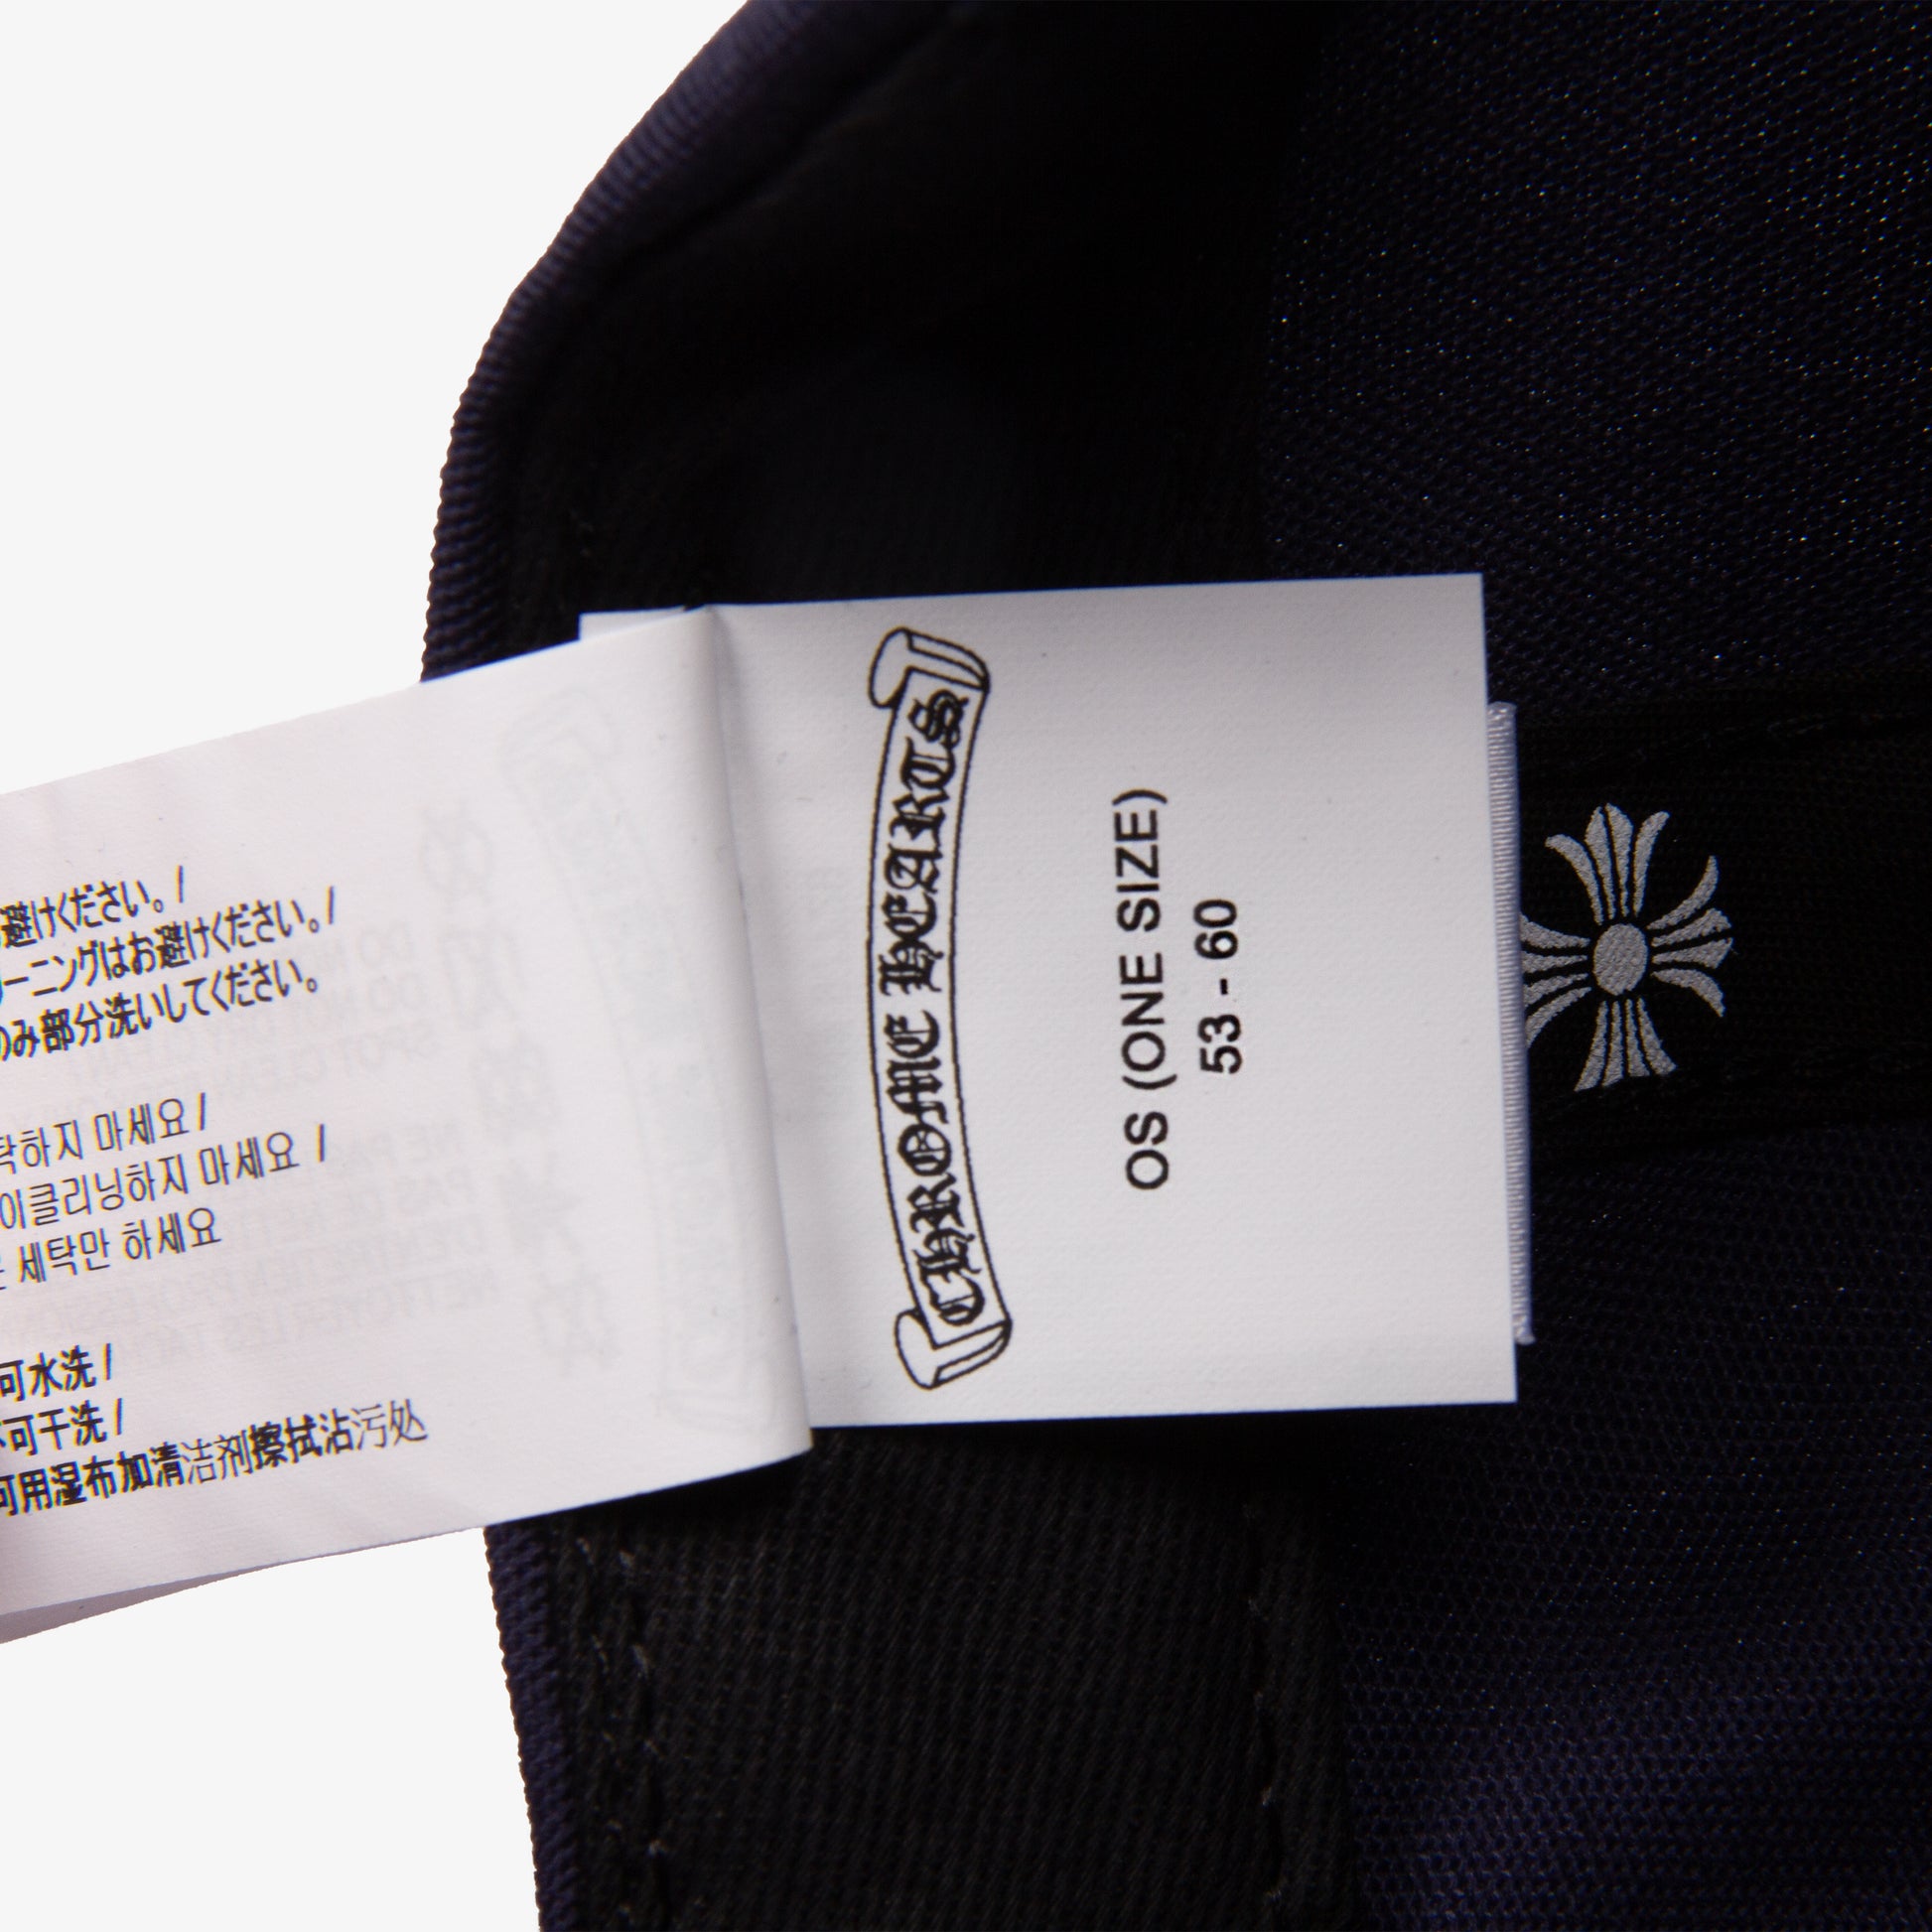 CHROME HEARTS
OS (ONE SIZE)
53 - 60
避けください。/
ーニングはお避けください。/
のみ部分洗いしてください。
탁하지 마세요 /
이클리닝하지 마세요 /
세탁만 하세요
可水洗 /
可干洗 /
可用湿布加清洁剂擦拭沾污处